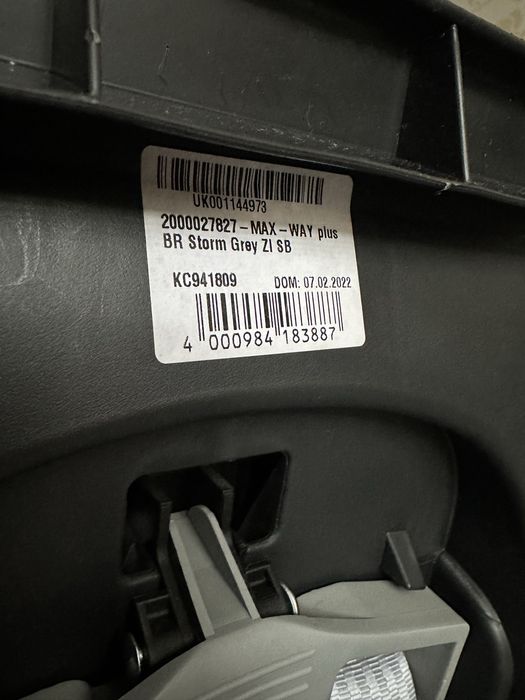 UK001144973
2000027827-MAX-WAY plus
BR Storm Grey ZI SB
KC941809 DOM: 07.02.2022
4 000984 183887